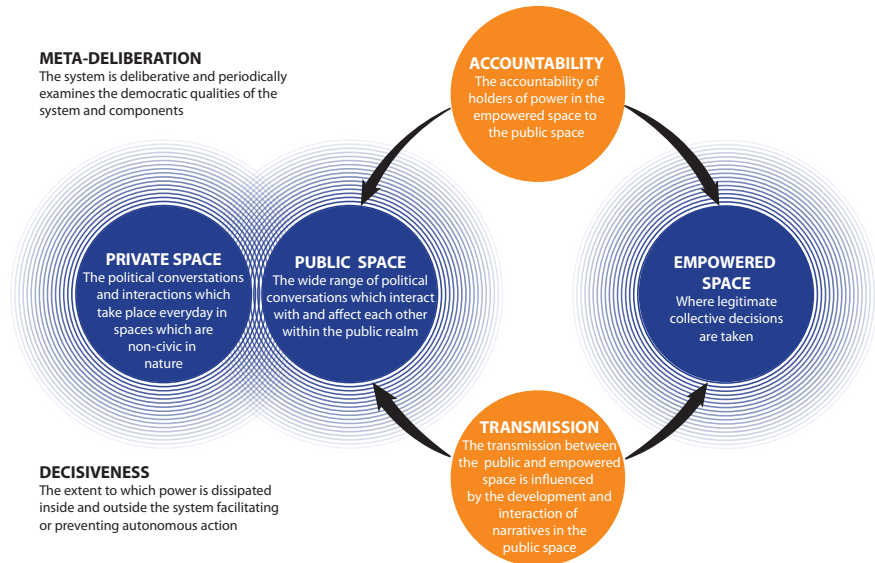 META-DELIBERATION
The system is deliberative and periodically
examines the democratic qualities of the
system and components
ACCOUNTABILITY
The accountability of
holders of power in the
empowered space to
the public space
PRIVATE SPACE
The political converstations
and interactions which
take place everyday in
spaces which are
non-civic in
nature
PUBLIC SPACE
The wide range of political
conversations which interact
with and affect each other
within the public realm
EMPOWERED
SPACE
Where legitimate
collective decisions
are taken
DECISIVENESS
The extent to which power is dissipated
inside and outside the system facilitating
or preventing autonomous action
TRANSMISSION
The transmission between
the public and empowered
space is influenced
by the development and
interaction of
narratives in the
public space